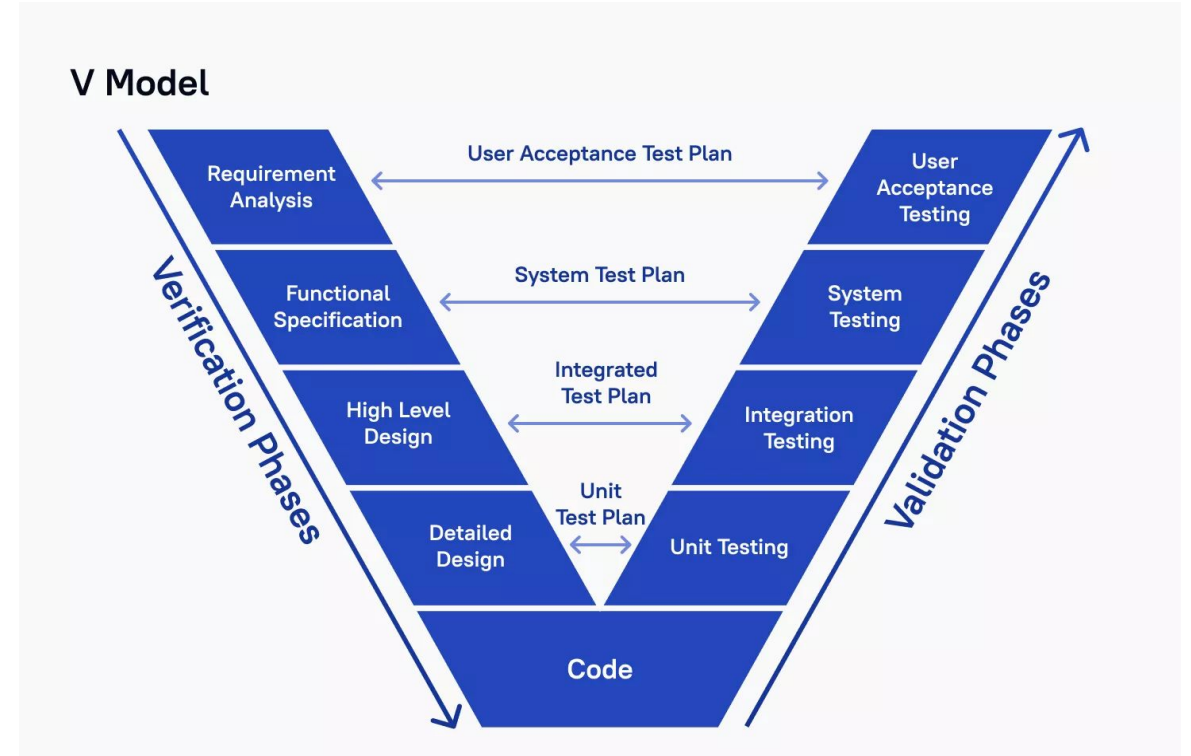 V Model
Requirement
Analysis
User Acceptance Test Plan
User
Acceptance
Testing
Functional
Specification
System Test Plan
System
Testing
High Level
Design
Integrated
Test Plan
Integration
Testing
Detailed
Design
Unit
Test Plan
Unit Testing
Code
Verification Phases
Validation Phases